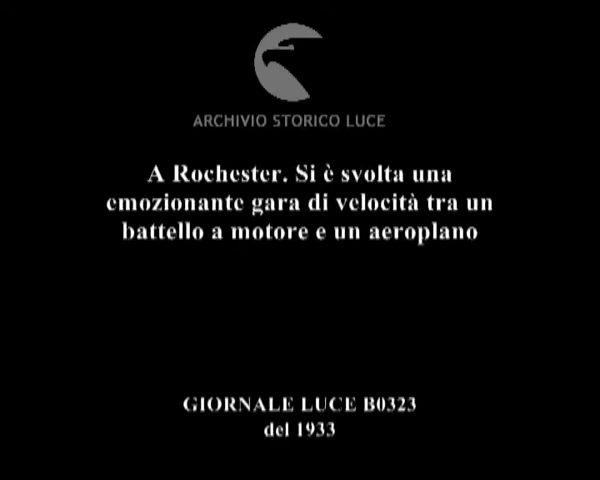 ARCHIVIO STORICO LUCE
A Rochester. Si è svolta una
emozionante gara di velocità tra un
battello a motore e un aeroplano
GIORNALE LUCE B0323
del 1933